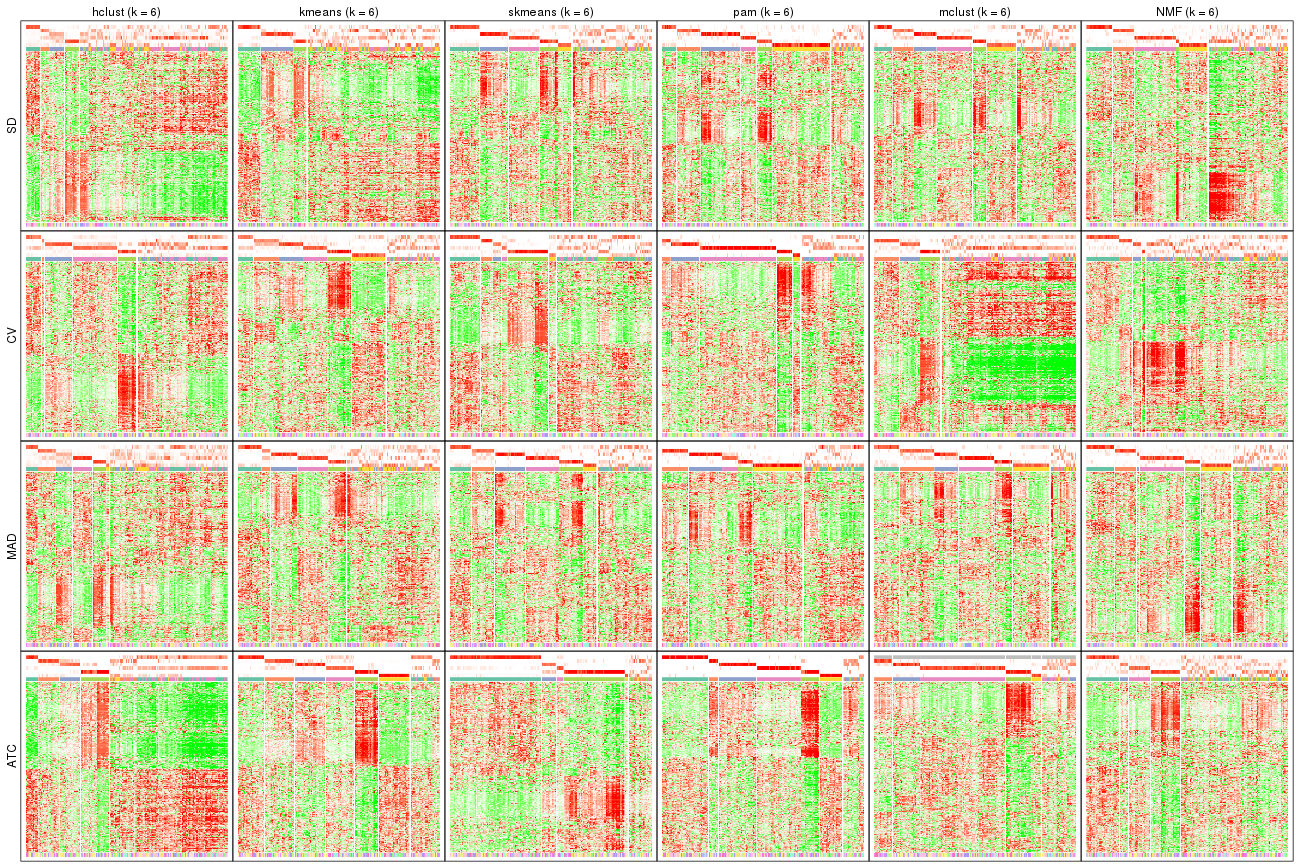 hclust (k = 6) kmeans (k = 6) skmeans (k = 6) pam (k = 6) mclust (k = 6) NMF (k = 6)
SD
CV
MAD
ATC